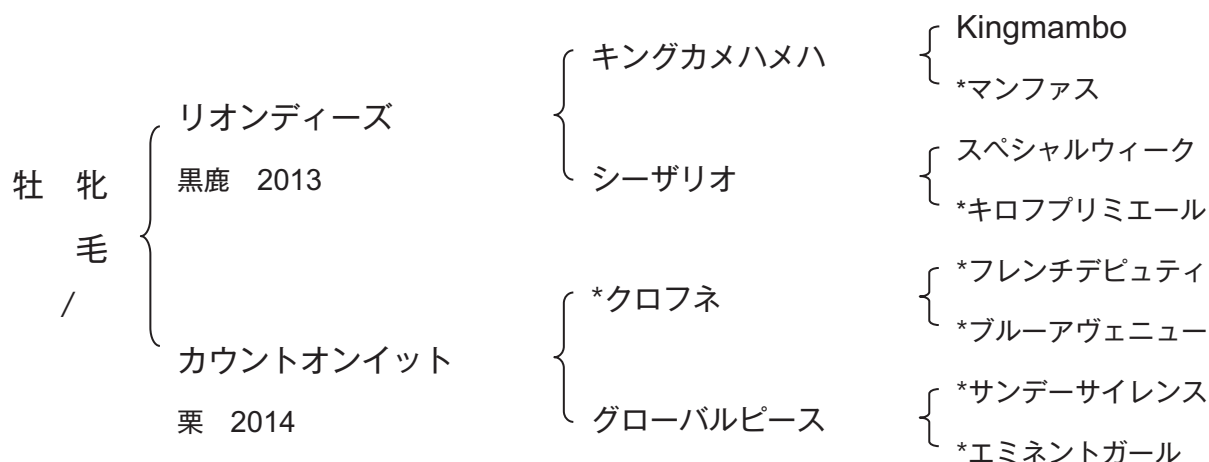 牡 牝
毛
/
リオンディーズ
黒鹿 2013
カウントオンイット
栗 2014
キングカメハメハ
シーザリオ
*クロフネ
グローバルピース
Kingmambo
*マンファス
スペシャルウィーク
*キロフプリミエール
*フレンチデピュティ
*ブルーアヴェニュー
*サンデーサイレンス
*エミネントガール